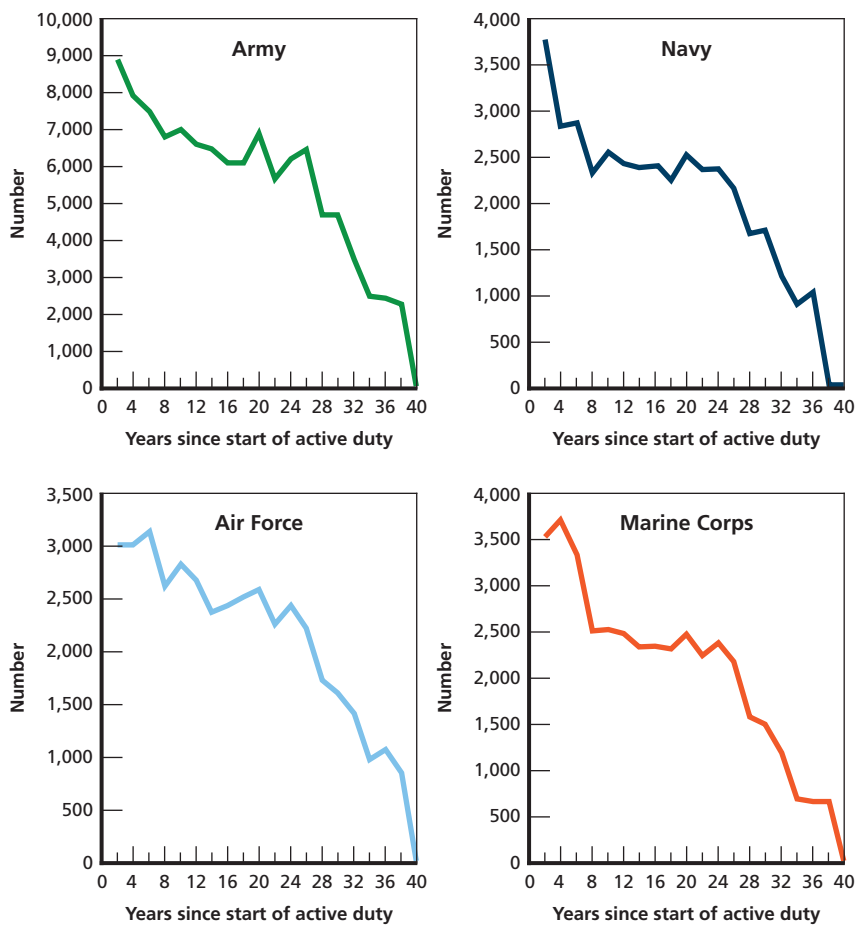 Army
10,000
9,000
8,000
7,000
6,000
5,000
4,000
3,000
2,000
1,000
0
Number
0 4 8 12 16 20 24 28 32 36 40
Years since start of active duty
Navy
4,000
3,500
3,000
2,500
2,000
1,500
1,000
500
0
Number
0 4 8 12 16 20 24 28 32 36 40
Years since start of active duty
Air Force
3,500
3,000
2,500
2,000
1,500
1,000
500
0
Number
0 4 8 12 16 20 24 28 32 36 40
Years since start of active duty
Marine Corps
4,000
3,500
3,000
2,500
2,000
1,500
1,000
500
0
Number
0 4 8 12 16 20 24 28 32 36 40
Years since start of active duty